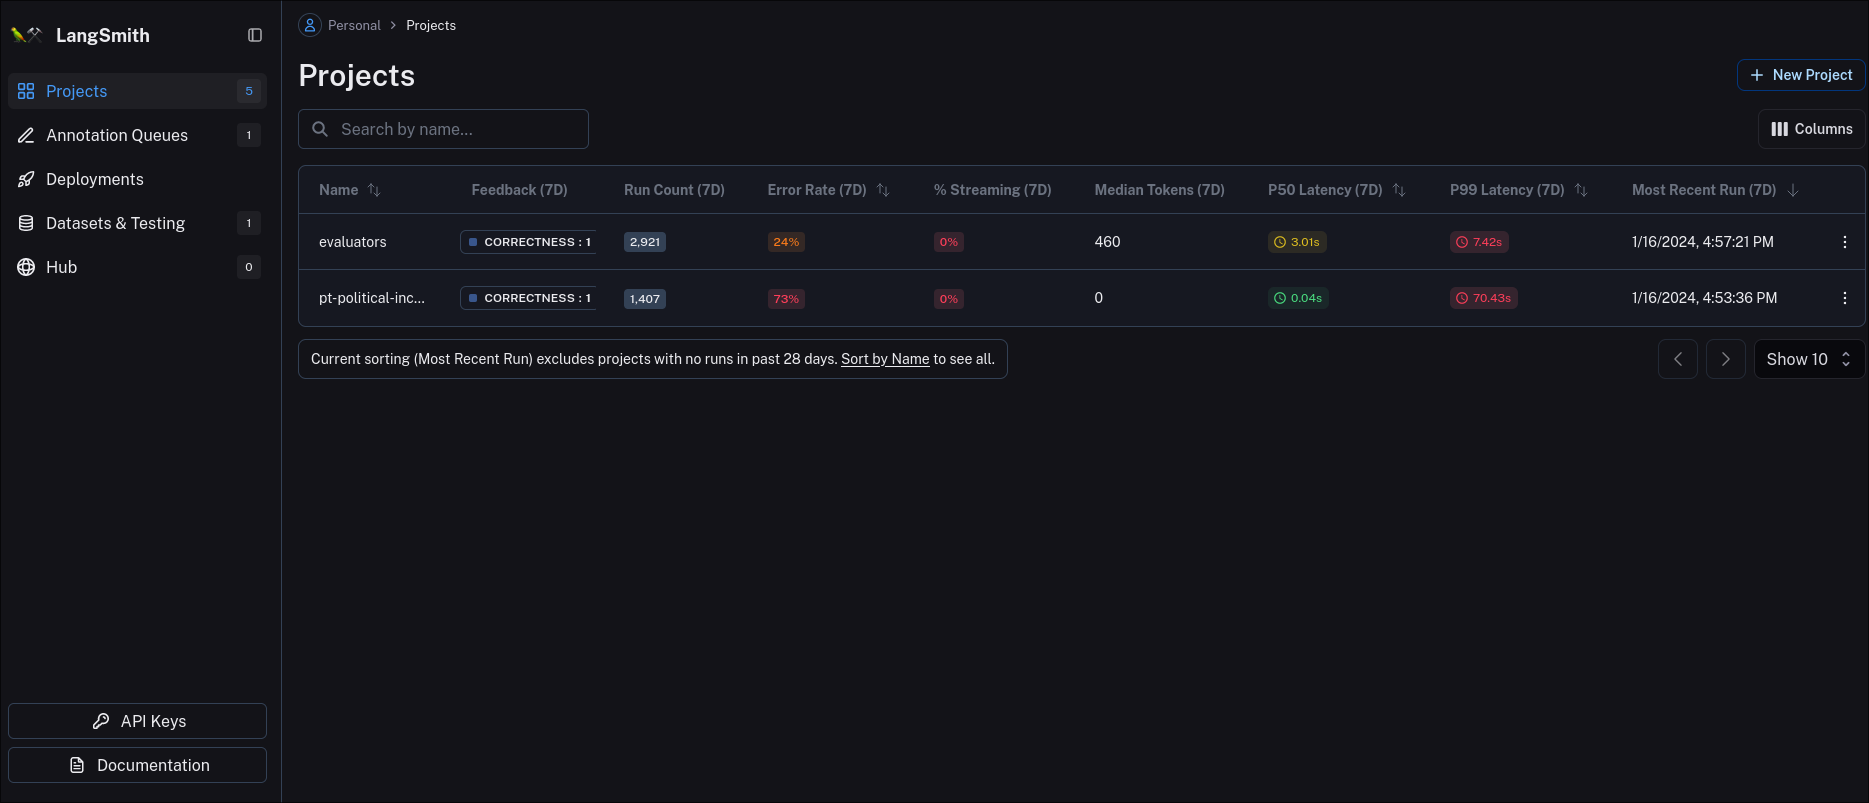 LangSmith
Projects 5
Annotation Queues 1
Deployments
Datasets & Testing 1
Hub 0
API Keys
Documentation
Personal > Projects
Projects
New Project
Search by name...
Columns
Name Feedback (7D) Run Count (7D) Error Rate (7D) % Streaming (7D) Median Tokens (7D) P50 Latency (7D) P99 Latency (7D) Most Recent Run (7D)
evaluators CORRECTNESS : 1 2,921 24% 0% 460 3.01s 7.42s 1/16/2024, 4:57:21 PM
pt-political-inc... CORRECTNESS : 1 1,407 73% 0% 0 0.04s 70.43s 1/16/2024, 4:53:36 PM
Current sorting (Most Recent Run) excludes projects with no runs in past 28 days. Sort by Name to see all.
Show 10